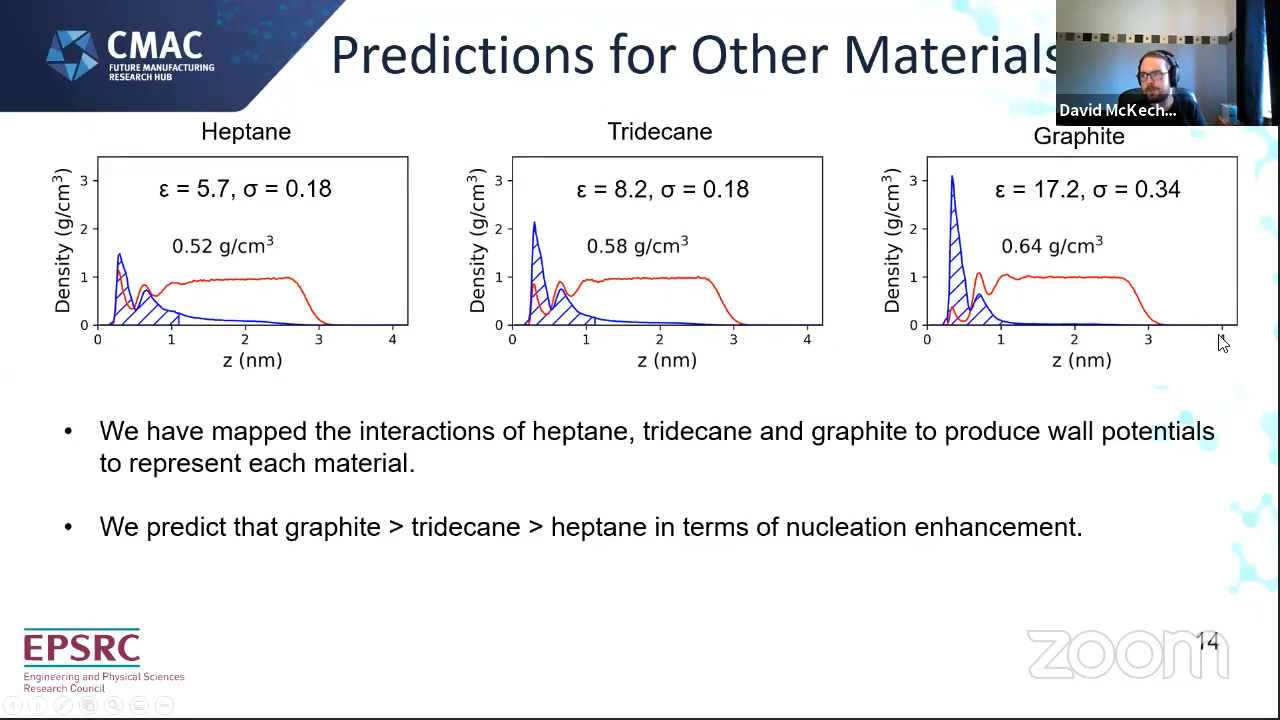 CMAC
FUTURE MANUFACTURING
RESEARCH HUB
Predictions for Other Materials
David McKech...
Heptane
Tridecane
Graphite
Density (g/cm³)
3
2
1
0
ε = 5.7, σ = 0.18
0.52 g/cm³
0 1 2 3 4
z (nm)
Density (g/cm³)
3
2
1
0
ε = 8.2, σ = 0.18
0.58 g/cm³
0 1 2 3 4
z (nm)
Density (g/cm³)
3
2
1
0
ε = 17.2, σ = 0.34
0.64 g/cm³
0 1 2 3
z (nm)
• We have mapped the interactions of heptane, tridecane and graphite to produce wall potentials
to represent each material.
• We predict that graphite > tridecane > heptane in terms of nucleation enhancement.
EPSRC
Engineering and Physical Sciences
Research Council
zoom
14